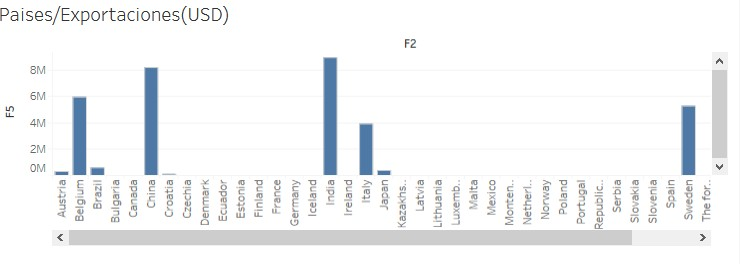 Paises/Exportaciones(USD)
F2
F5
8M
6M
4M
2M
0M
Austria
Belgium
Brazil
Bulgaria
Canada
China
Croatia
Czechia
Denmark
Ecuador
Estonia
Finland
France
Germany
Iceland
India
Ireland
Italy
Japan
Kazakhs..
Latvia
Lithuania
Luxemb..
Malta
Mexico
Monten..
Netherl..
Norway
Poland
Portugal
Republic..
Serbia
Slovakia
Slovenia
Spain
Sweden
The for..